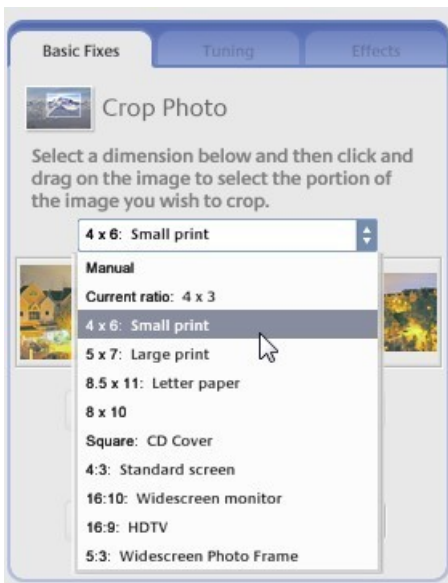 Basic Fixes Tuning Effects
Crop Photo
Select a dimension below and then click and
drag on the image to select the portion of
the image you wish to crop.
4 x 6: Small print
Manual
Current ratio: 4 x 3
4 x 6: Small print
5 x 7: Large print
8.5 x 11: Letter paper
8 x 10
Square: CD Cover
4:3: Standard screen
16:10: Widescreen monitor
16:9: HDTV
5:3: Widescreen Photo Frame